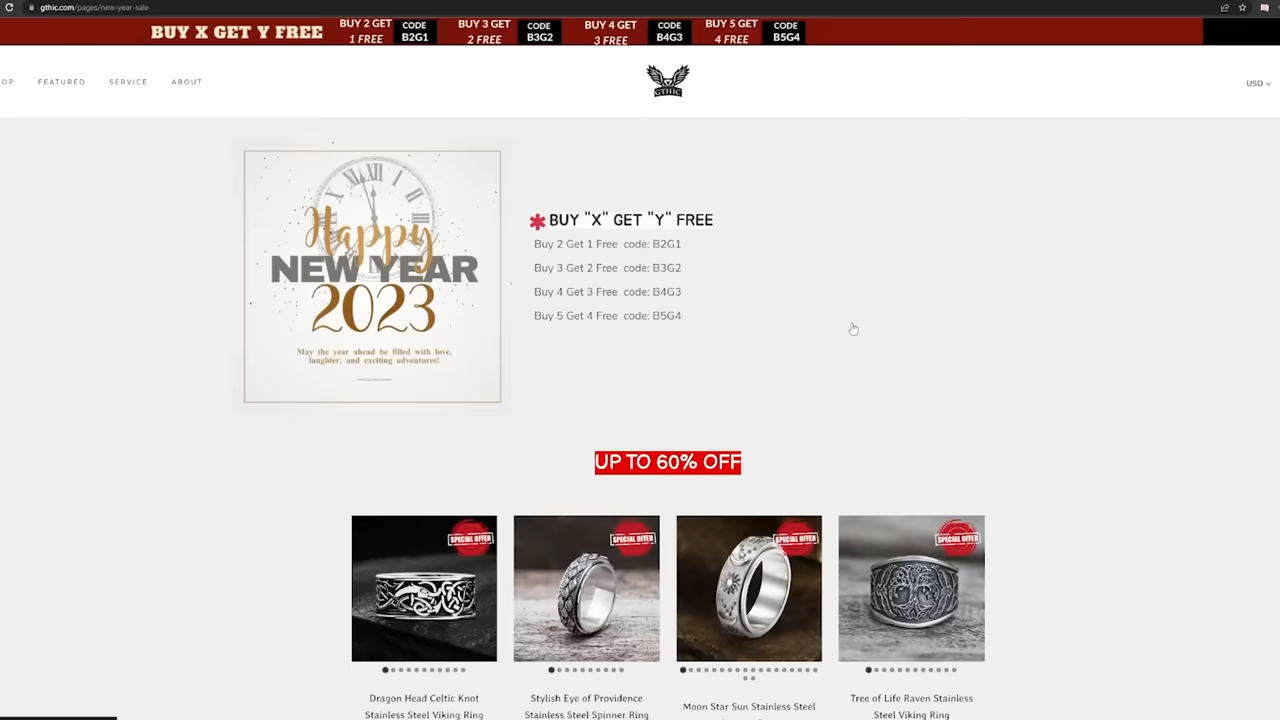 gthic.com/pages/new-year-sale
BUY X GET Y FREE
BUY 2 GET
1 FREE
CODE
B2G1
BUY 3 GET
2 FREE
CODE
B3G2
BUY 4 GET
3 FREE
CODE
B4G3
BUY 5 GET
4 FREE
CODE
B5G4
OP FEATURED SERVICE ABOUT
GTHIC
USD
XII
Happy
NEW YEAR
2023
May the year ahead be filled with love,
laughter, and exciting adventures!
BUY "X" GET "Y" FREE
Buy 2 Get 1 Free code: B2G1
Buy 3 Get 2 Free code: B3G2
Buy 4 Get 3 Free code: B4G3
Buy 5 Get 4 Free code: B5G4
UP TO 60% OFF
SPECIAL OFFER
SPECIAL OFFER
SPECIAL OFFER
SPECIAL OFFER
Dragon Head Celtic Knot
Stainless Steel Viking Ring
Stylish Eye of Providence
Stainless Steel Spinner Ring
Moon Star Sun Stainless Steel
Tree of Life Raven Stainless
Steel Viking Ring